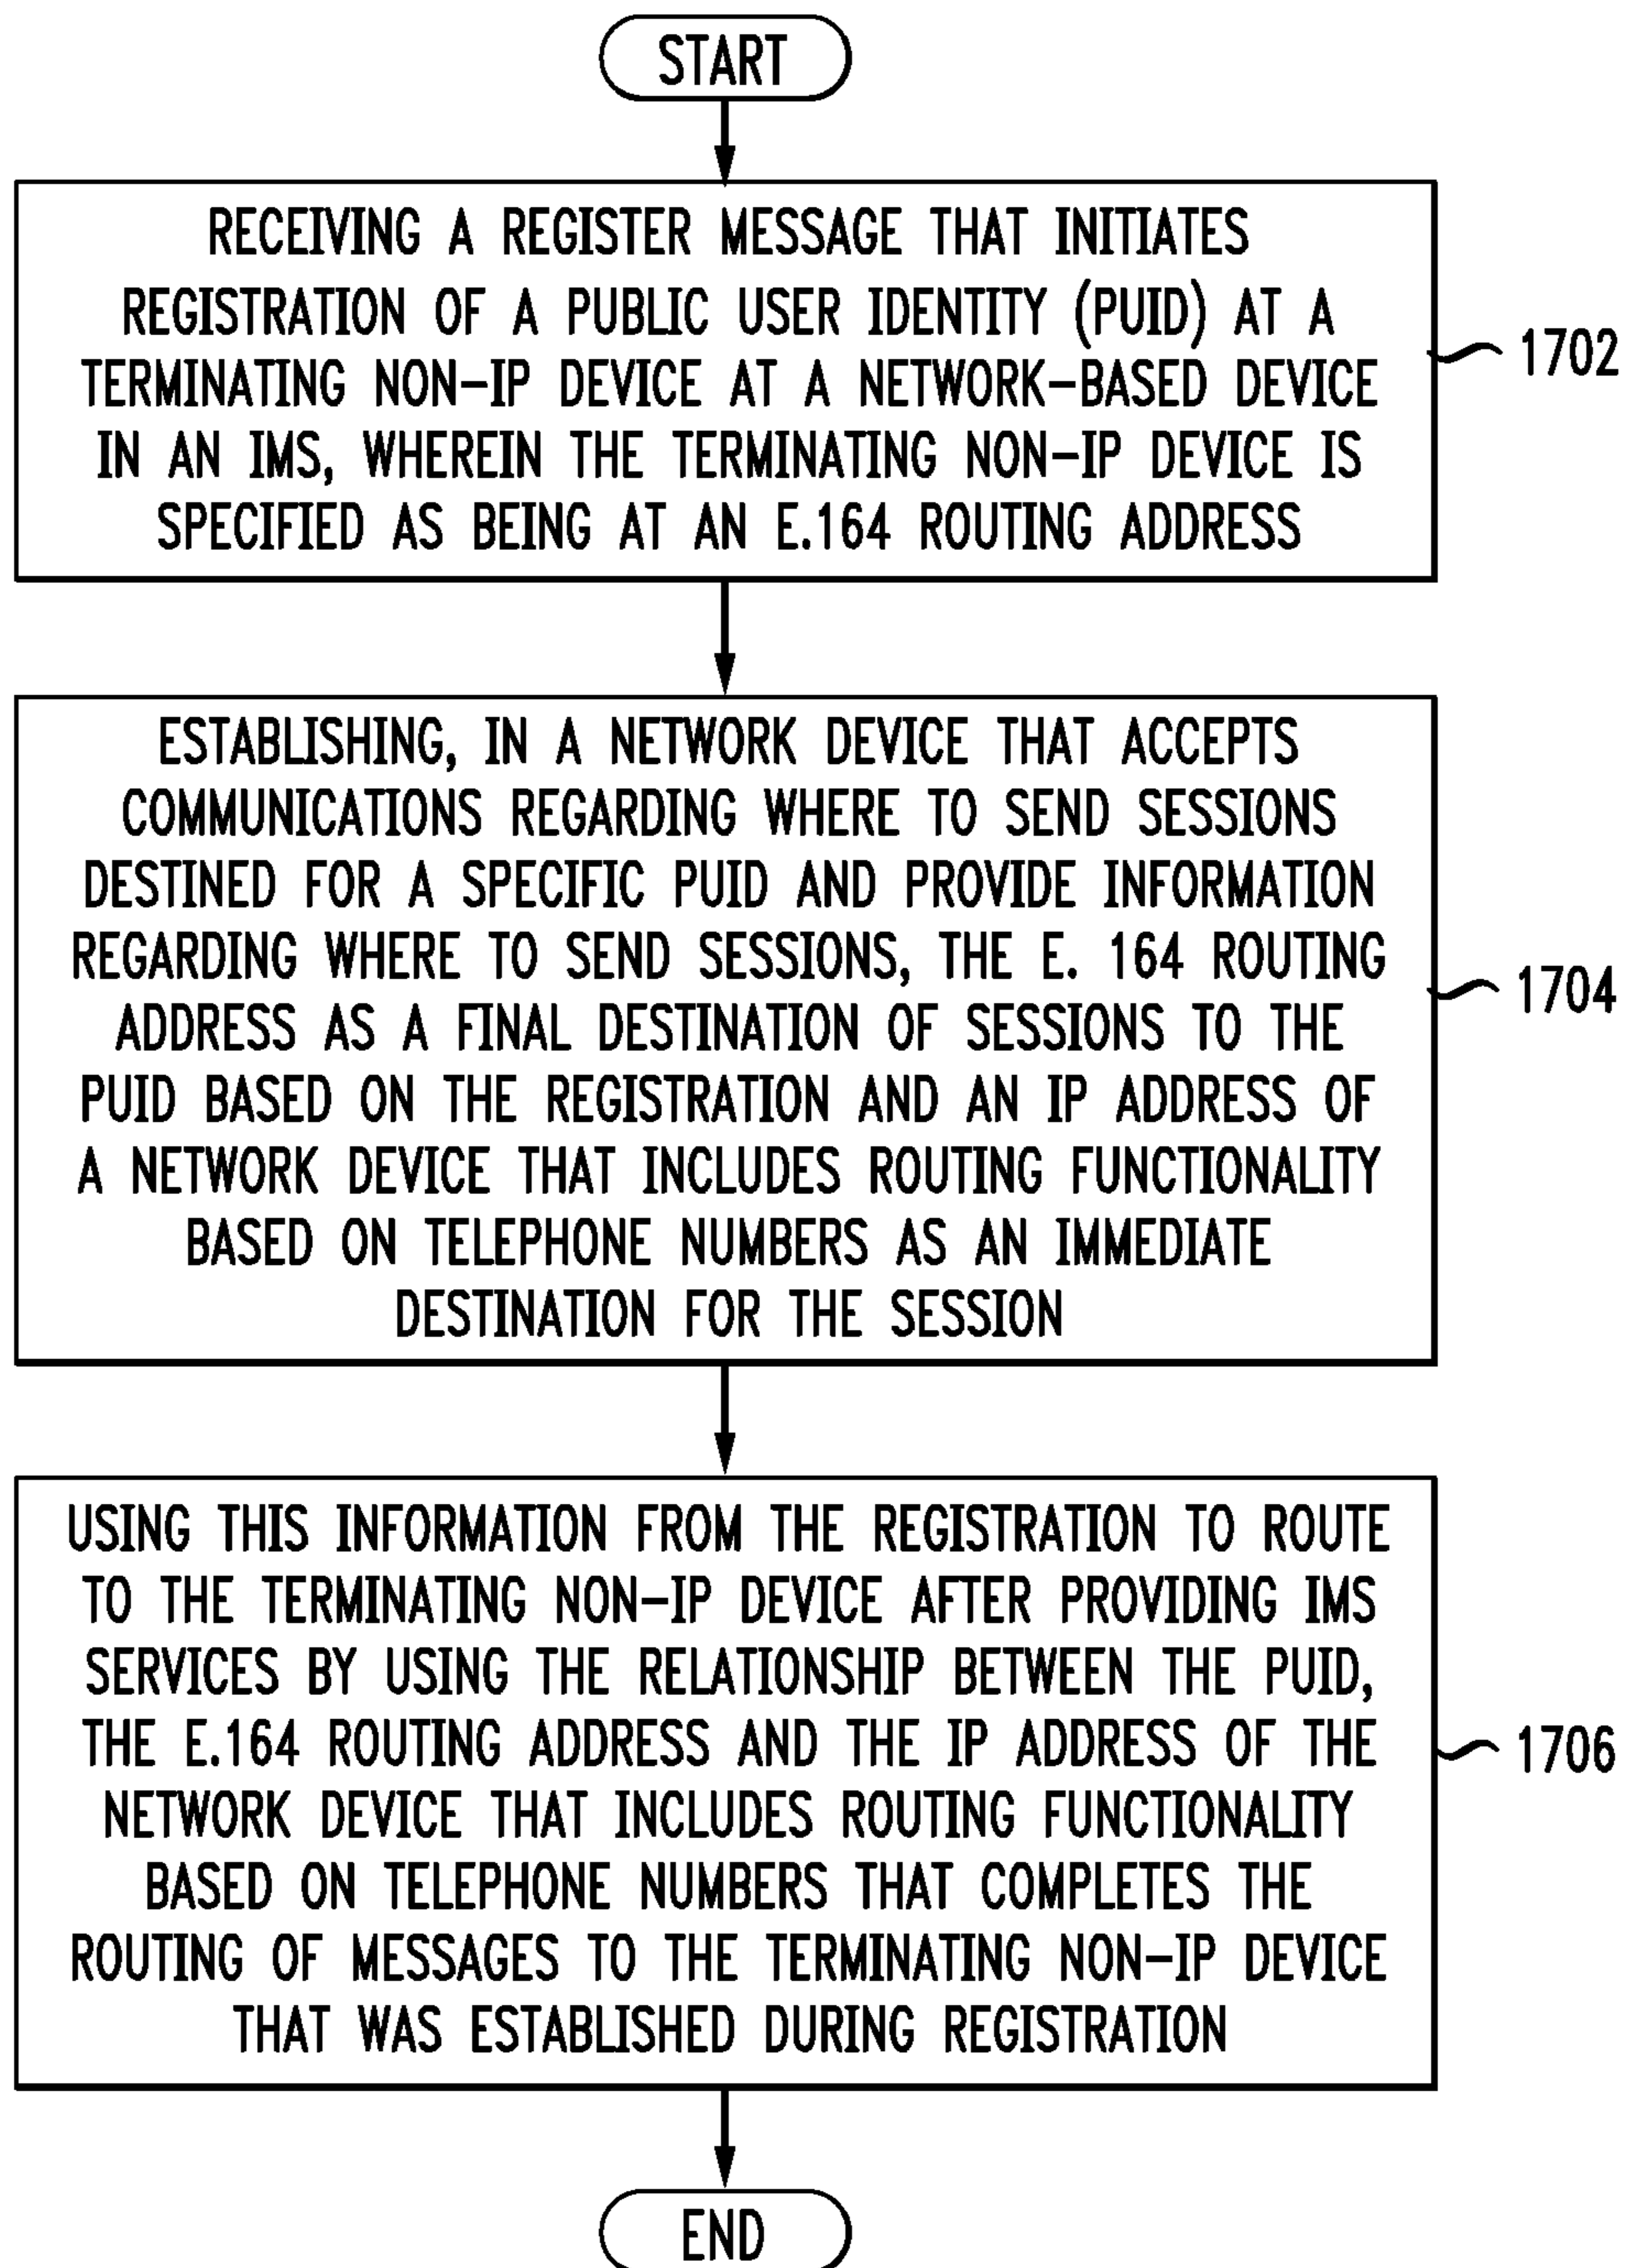 START
RECEIVING A REGISTER MESSAGE THAT INITIATES
REGISTRATION OF A PUBLIC USER IDENTITY (PUID) AT A
TERMINATING NON-IP DEVICE AT A NETWORK-BASED DEVICE
IN AN IMS, WHEREIN THE TERMINATING NON-IP DEVICE IS
SPECIFIED AS BEING AT AN E.164 ROUTING ADDRESS
1702
ESTABLISHING, IN A NETWORK DEVICE THAT ACCEPTS
COMMUNICATIONS REGARDING WHERE TO SEND SESSIONS
DESTINED FOR A SPECIFIC PUID AND PROVIDE INFORMATION
REGARDING WHERE TO SEND SESSIONS, THE E. 164 ROUTING
ADDRESS AS A FINAL DESTINATION OF SESSIONS TO THE
PUID BASED ON THE REGISTRATION AND AN IP ADDRESS OF
A NETWORK DEVICE THAT INCLUDES ROUTING FUNCTIONALITY
BASED ON TELEPHONE NUMBERS AS AN IMMEDIATE
DESTINATION FOR THE SESSION
1704
USING THIS INFORMATION FROM THE REGISTRATION TO ROUTE
TO THE TERMINATING NON-IP DEVICE AFTER PROVIDING IMS
SERVICES BY USING THE RELATIONSHIP BETWEEN THE PUID,
THE E.164 ROUTING ADDRESS AND THE IP ADDRESS OF THE
NETWORK DEVICE THAT INCLUDES ROUTING FUNCTIONALITY
BASED ON TELEPHONE NUMBERS THAT COMPLETES THE
ROUTING OF MESSAGES TO THE TERMINATING NON-IP DEVICE
THAT WAS ESTABLISHED DURING REGISTRATION
1706
END